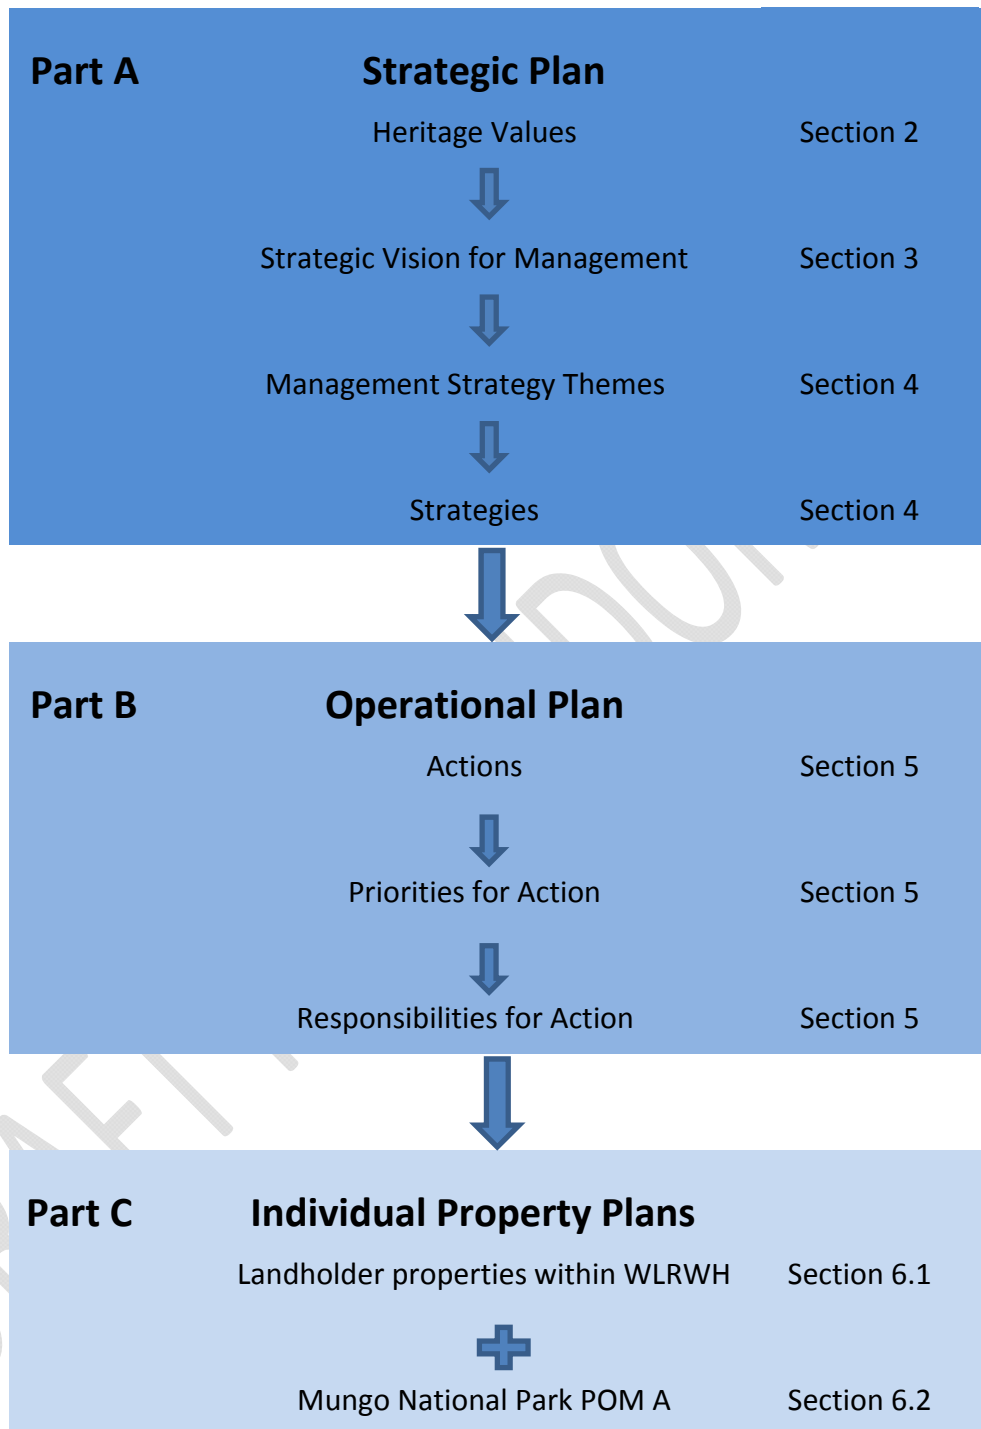 Part A Strategic Plan
Heritage Values Section 2
Strategic Vision for Management Section 3
Management Strategy Themes Section 4
Strategies Section 4
Part B Operational Plan
Actions Section 5
Priorities for Action Section 5
Responsibilities for Action Section 5
Part C Individual Property Plans
Landholder properties within WLRWH Section 6.1
Mungo National Park POM A Section 6.2